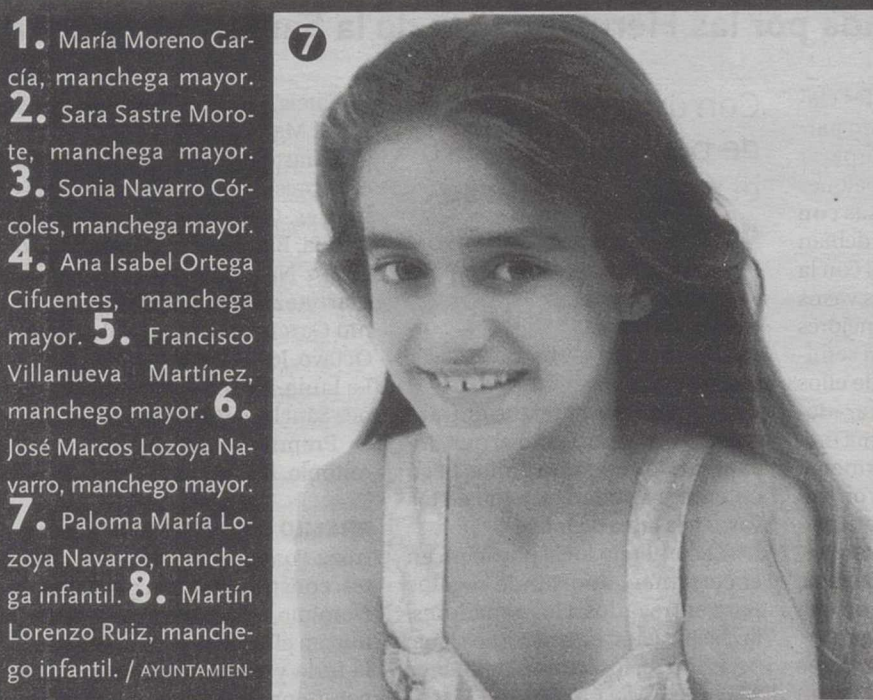 1. María Moreno Gar-
cía, manchega mayor.
2. Sara Sastre Moro-
te, manchega mayor.
3. Sonia Navarro Cór-
coles, manchega mayor.
4. Ana Isabel Ortega
Cifuentes, manchega
mayor. 5. Francisco
Villanueva Martínez,
manchego mayor. 6.
José Marcos Lozoya Na-
varro, manchego mayor.
7. Paloma María Lo-
zoya Navarro, manche-
ga infantil. 8. Martín
Lorenzo Ruiz, manche-
go infantil. / AYUNTAMIEN-
7